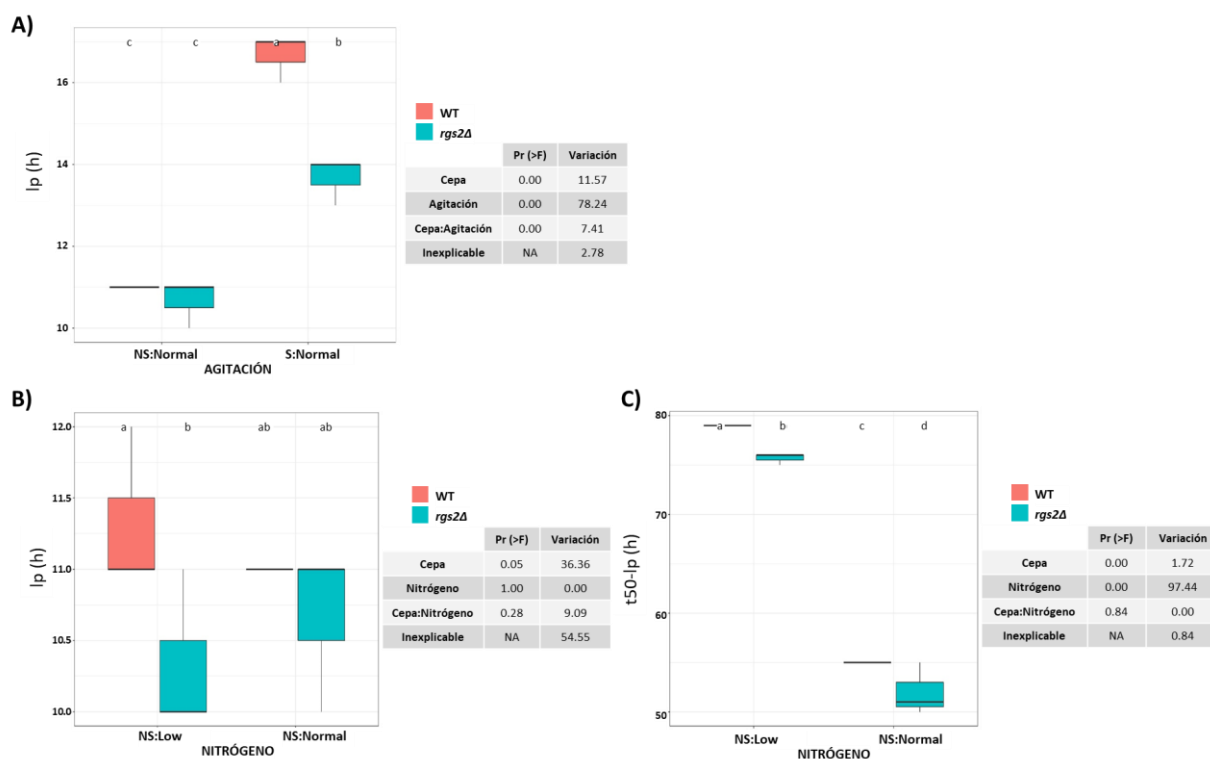 A)
c c a b
16
14
12
10
lp (h)
NS:Normal S:Normal
AGITACIÓN
WT
rgs2Δ
Pr (>F) Variación
Cepa 0.00 11.57
Agitación 0.00 78.24
Cepa:Agitación 0.00 7.41
Inexplicable NA 2.78
B)
a b ab ab
12.0
11.5
11.0
10.5
10.0
lp (h)
NS:Low NS:Normal
NITRÓGENO
WT
rgs2Δ
Pr (>F) Variación
Cepa 0.05 36.36
Nitrógeno 1.00 0.00
Cepa:Nitrógeno 0.28 9.09
Inexplicable NA 54.55
C)
80
a b c d
70
60
50
t50-lp (h)
NS:Low NS:Normal
NITRÓGENO
WT
rgs2Δ
Pr (>F) Variación
Cepa 0.00 1.72
Nitrógeno 0.00 97.44
Cepa:Nitrógeno 0.84 0.00
Inexplicable NA 0.84